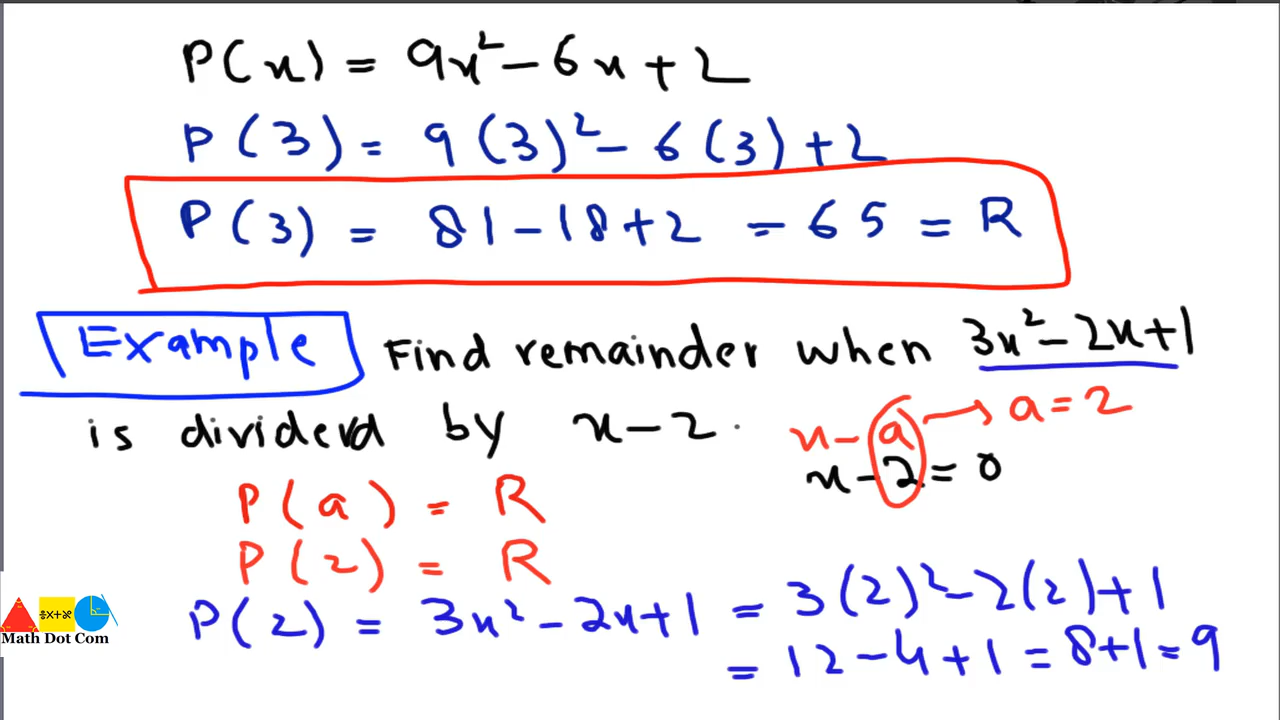 P(x) = 9x² - 6x + 2
P(3) = 9(3)² - 6(3) + 2
P(3) = 81 - 18 + 2 = 65 = R
Example Find remainder when 3x² - 2x + 1
is dividerd by x - 2.
x - a → a = 2
x - 2 = 0
P(a) = R
P(2) = R
P(2) = 3x² - 2x + 1 = 3(2)² - 2(2) + 1
= 12 - 4 + 1 = 8 + 1 = 9
Math Dot Com